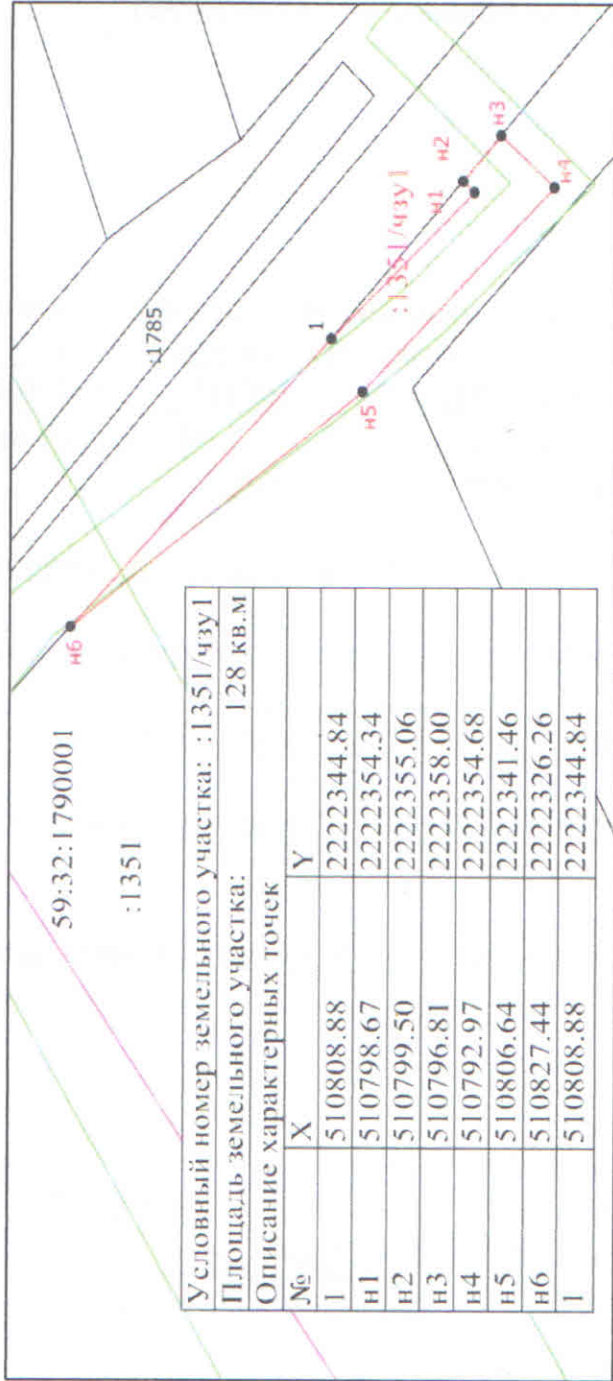 59:32:1790001
:1351
:1785
н6
1
н5
н2
н1
н3
н4
:1351/чзу1
Условный номер земельного участка: :1351/чзу1
Площадь земельного участка: 128 кв.м
Описание характерных точек
№ X Y
1 510808.88 2222344.84
н1 510798.67 2222354.34
н2 510799.50 2222355.06
н3 510796.81 2222358.00
н4 510792.97 2222354.68
н5 510806.64 2222341.46
н6 510827.44 2222326.26
1 510808.88 2222344.84